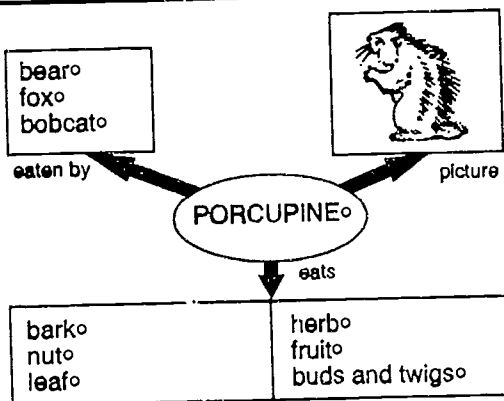 bear○
fox○
bobcat○
eaten by
picture
PORCUPINE○
eats
bark○
nut○
leaf○
herb○
fruit○
buds and twigs○